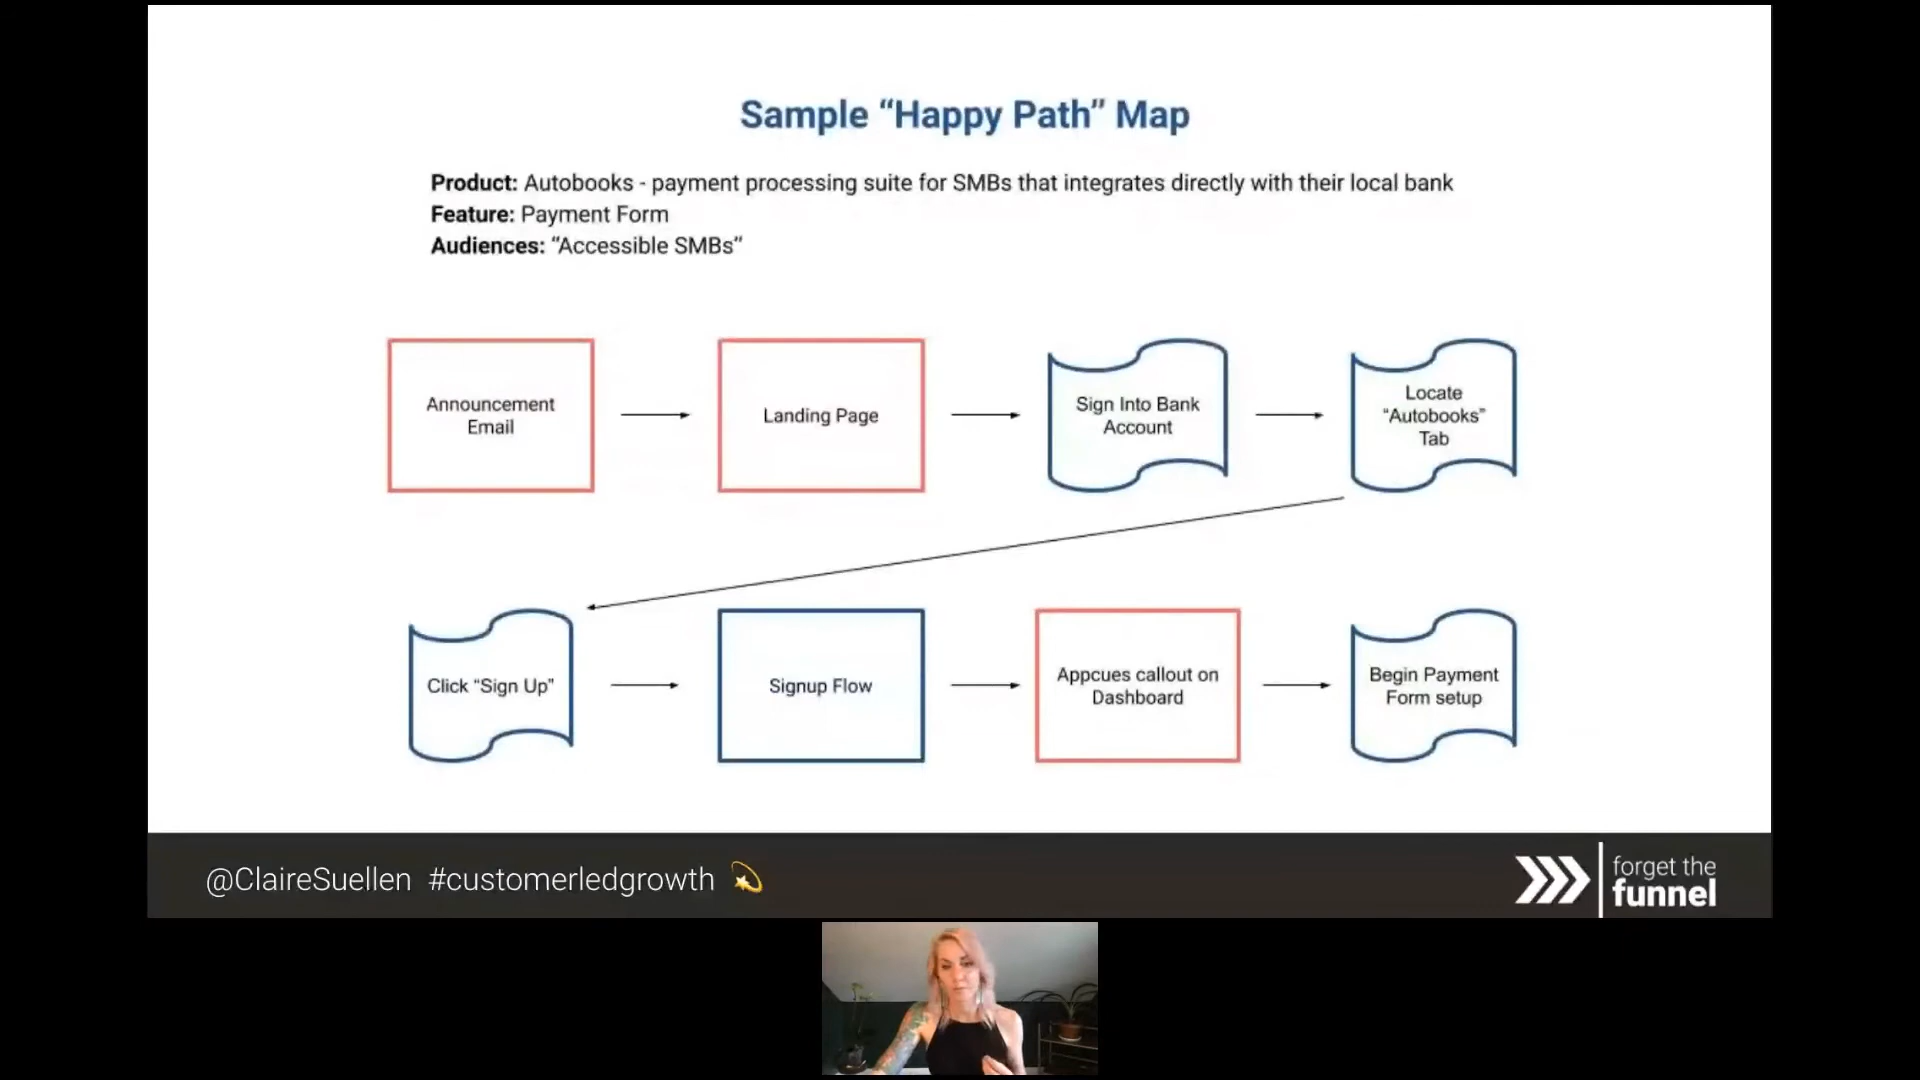 Sample “Happy Path” Map
Product: Autobooks - payment processing suite for SMBs that integrates directly with their local bank
Feature: Payment Form
Audiences: “Accessible SMBs”
Announcement
Email
Landing Page
Sign Into Bank
Account
Locate
“Autobooks”
Tab
Click “Sign Up”
Signup Flow
Appcues callout on
Dashboard
Begin Payment
Form setup
@ClaireSuellen #customerledgrowth 💫
forget the
funnel